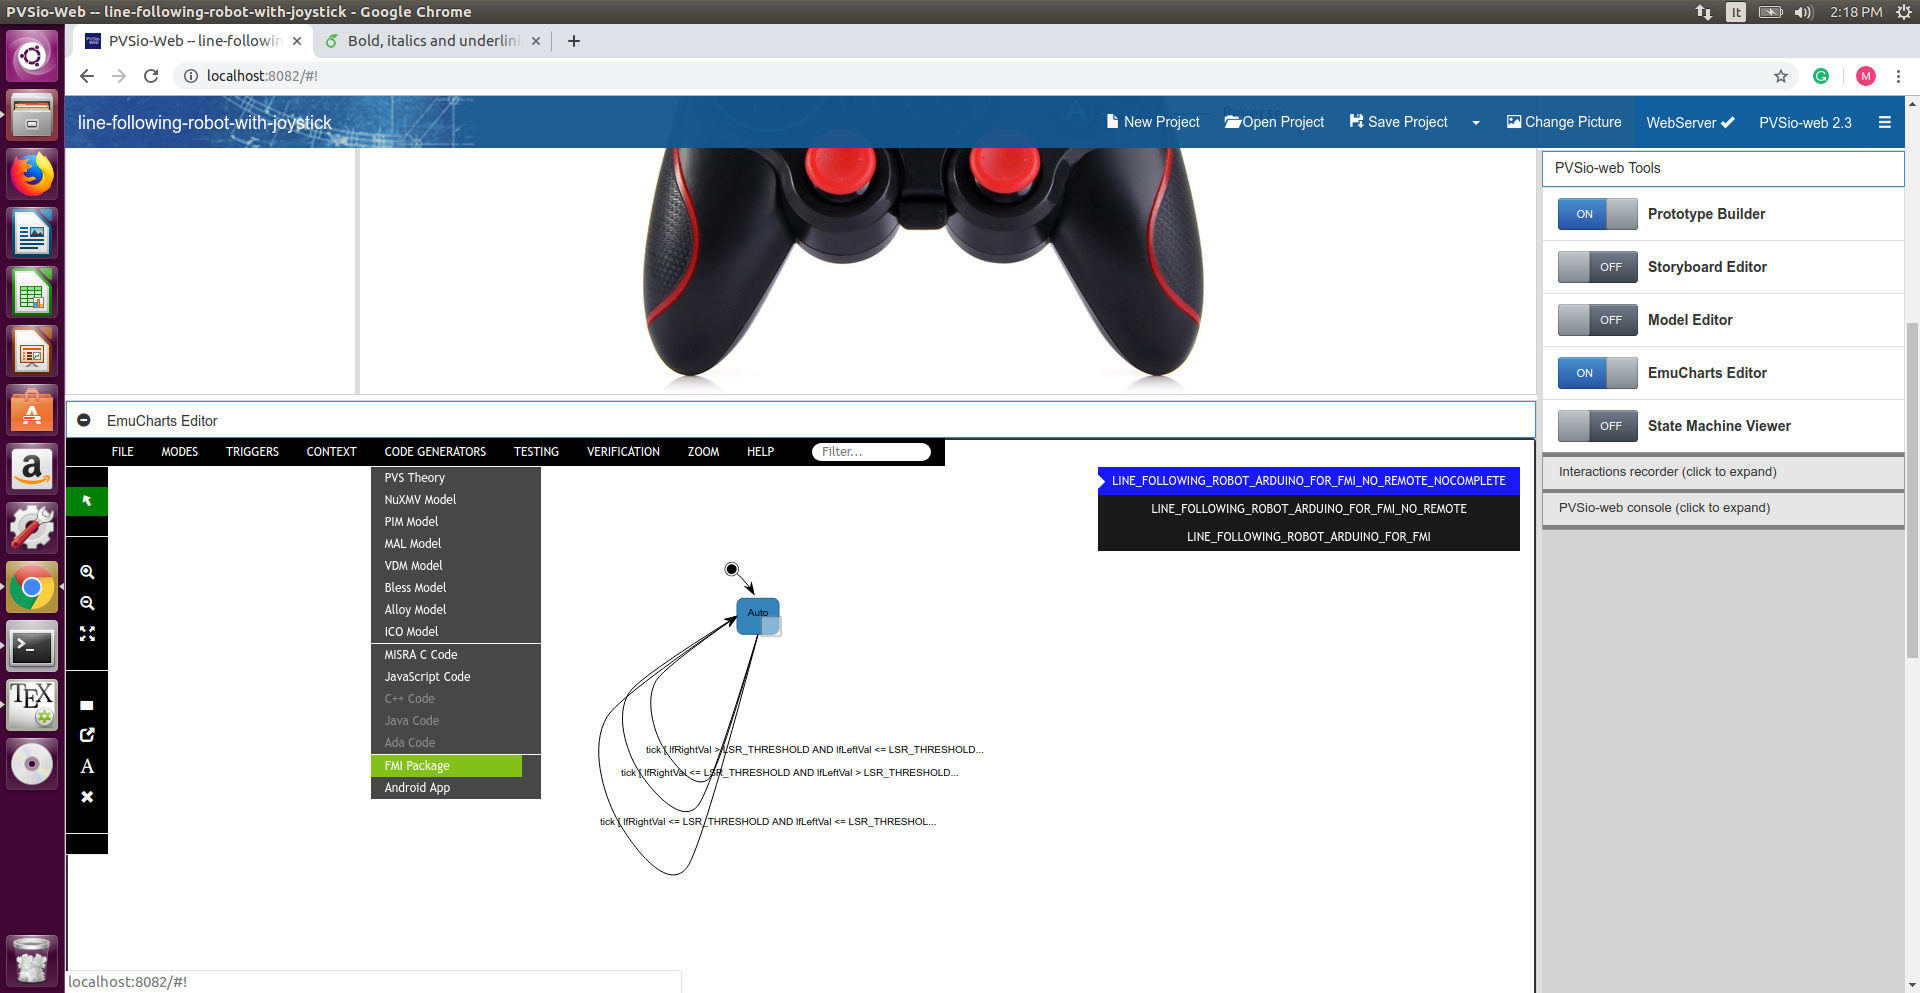 PVSio-Web -- line-following-robot-with-joystick - Google Chrome
It
2:18 PM
PVSio-Web -- line-followin
Bold, italics and underlini
localhost:8082/#!
M
line-following-robot-with-joystick
New Project
Open Project
Save Project
Change Picture
WebServer
PVSio-web 2.3
PVSio-web Tools
ON
Prototype Builder
OFF
Storyboard Editor
OFF
Model Editor
ON
EmuCharts Editor
OFF
State Machine Viewer
Interactions recorder (click to expand)
PVSio-web console (click to expand)
EmuCharts Editor
FILE
MODES
TRIGGERS
CONTEXT
CODE GENERATORS
TESTING
VERIFICATION
ZOOM
HELP
Filter...
PVS Theory
NuXMV Model
PIM Model
MAL Model
VDM Model
Bless Model
Alloy Model
ICO Model
MISRA C Code
JavaScript Code
C++ Code
Java Code
Ada Code
FMI Package
Android App
LINE_FOLLOWING_ROBOT_ARDUINO_FOR_FMI_NO_REMOTE_NOCOMPLETE
LINE_FOLLOWING_ROBOT_ARDUINO_FOR_FMI_NO_REMOTE
LINE_FOLLOWING_ROBOT_ARDUINO_FOR_FMI
Auto
tick [ lfRightVal > LSR_THRESHOLD AND lfLeftVal <= LSR_THRESHOLD...
tick [ lfRightVal <= LSR_THRESHOLD AND lfLeftVal > LSR_THRESHOLD...
tick [ lfRightVal <= LSR_THRESHOLD AND lfLeftVal <= LSR_THRESHOL...
A
TEX
localhost:8082/#!